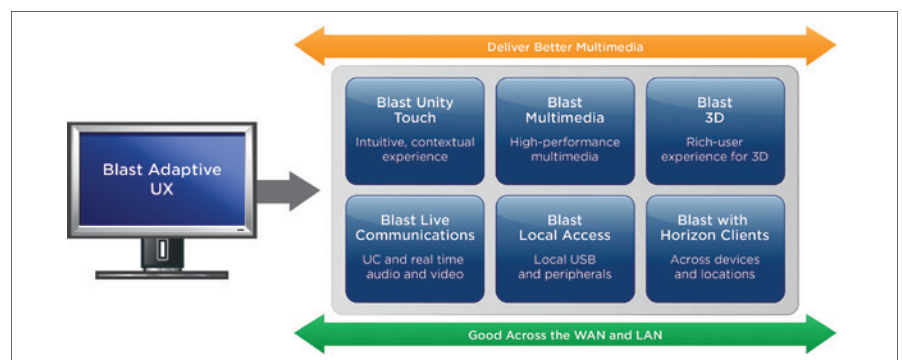 Deliver Better Multimedia
Blast Adaptive
UX
Blast Unity
Touch
Intuitive, contextual
experience
Blast
Multimedia
High-performance
multimedia
Blast
3D
Rich-user
experience for 3D
Blast Live
Communications
UC and real time
audio and video
Blast
Local Access
Local USB
and peripherals
Blast with
Horizon Clients
Across devices
and locations
Good Across the WAN and LAN